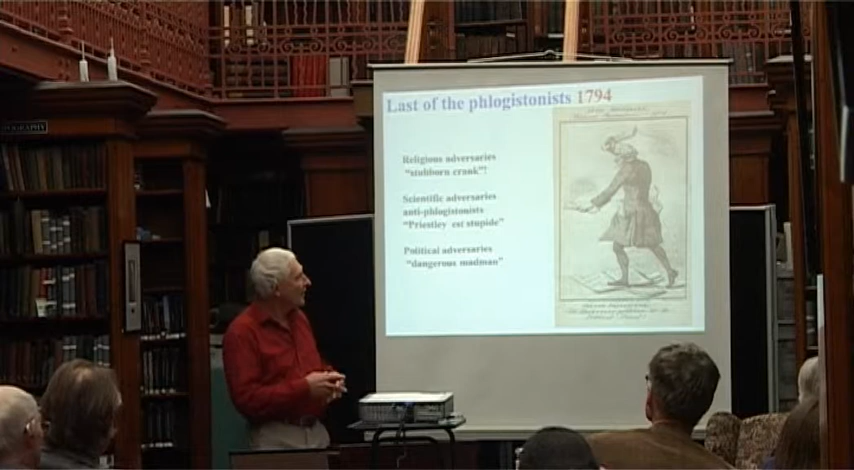 Last of the phlogistonists 1794
Religious adversaries
"stubborn crank"!
Scientific adversaries
anti-phlogistonists
"Priestley est stupide"
Political adversaries
"dangerous madman"